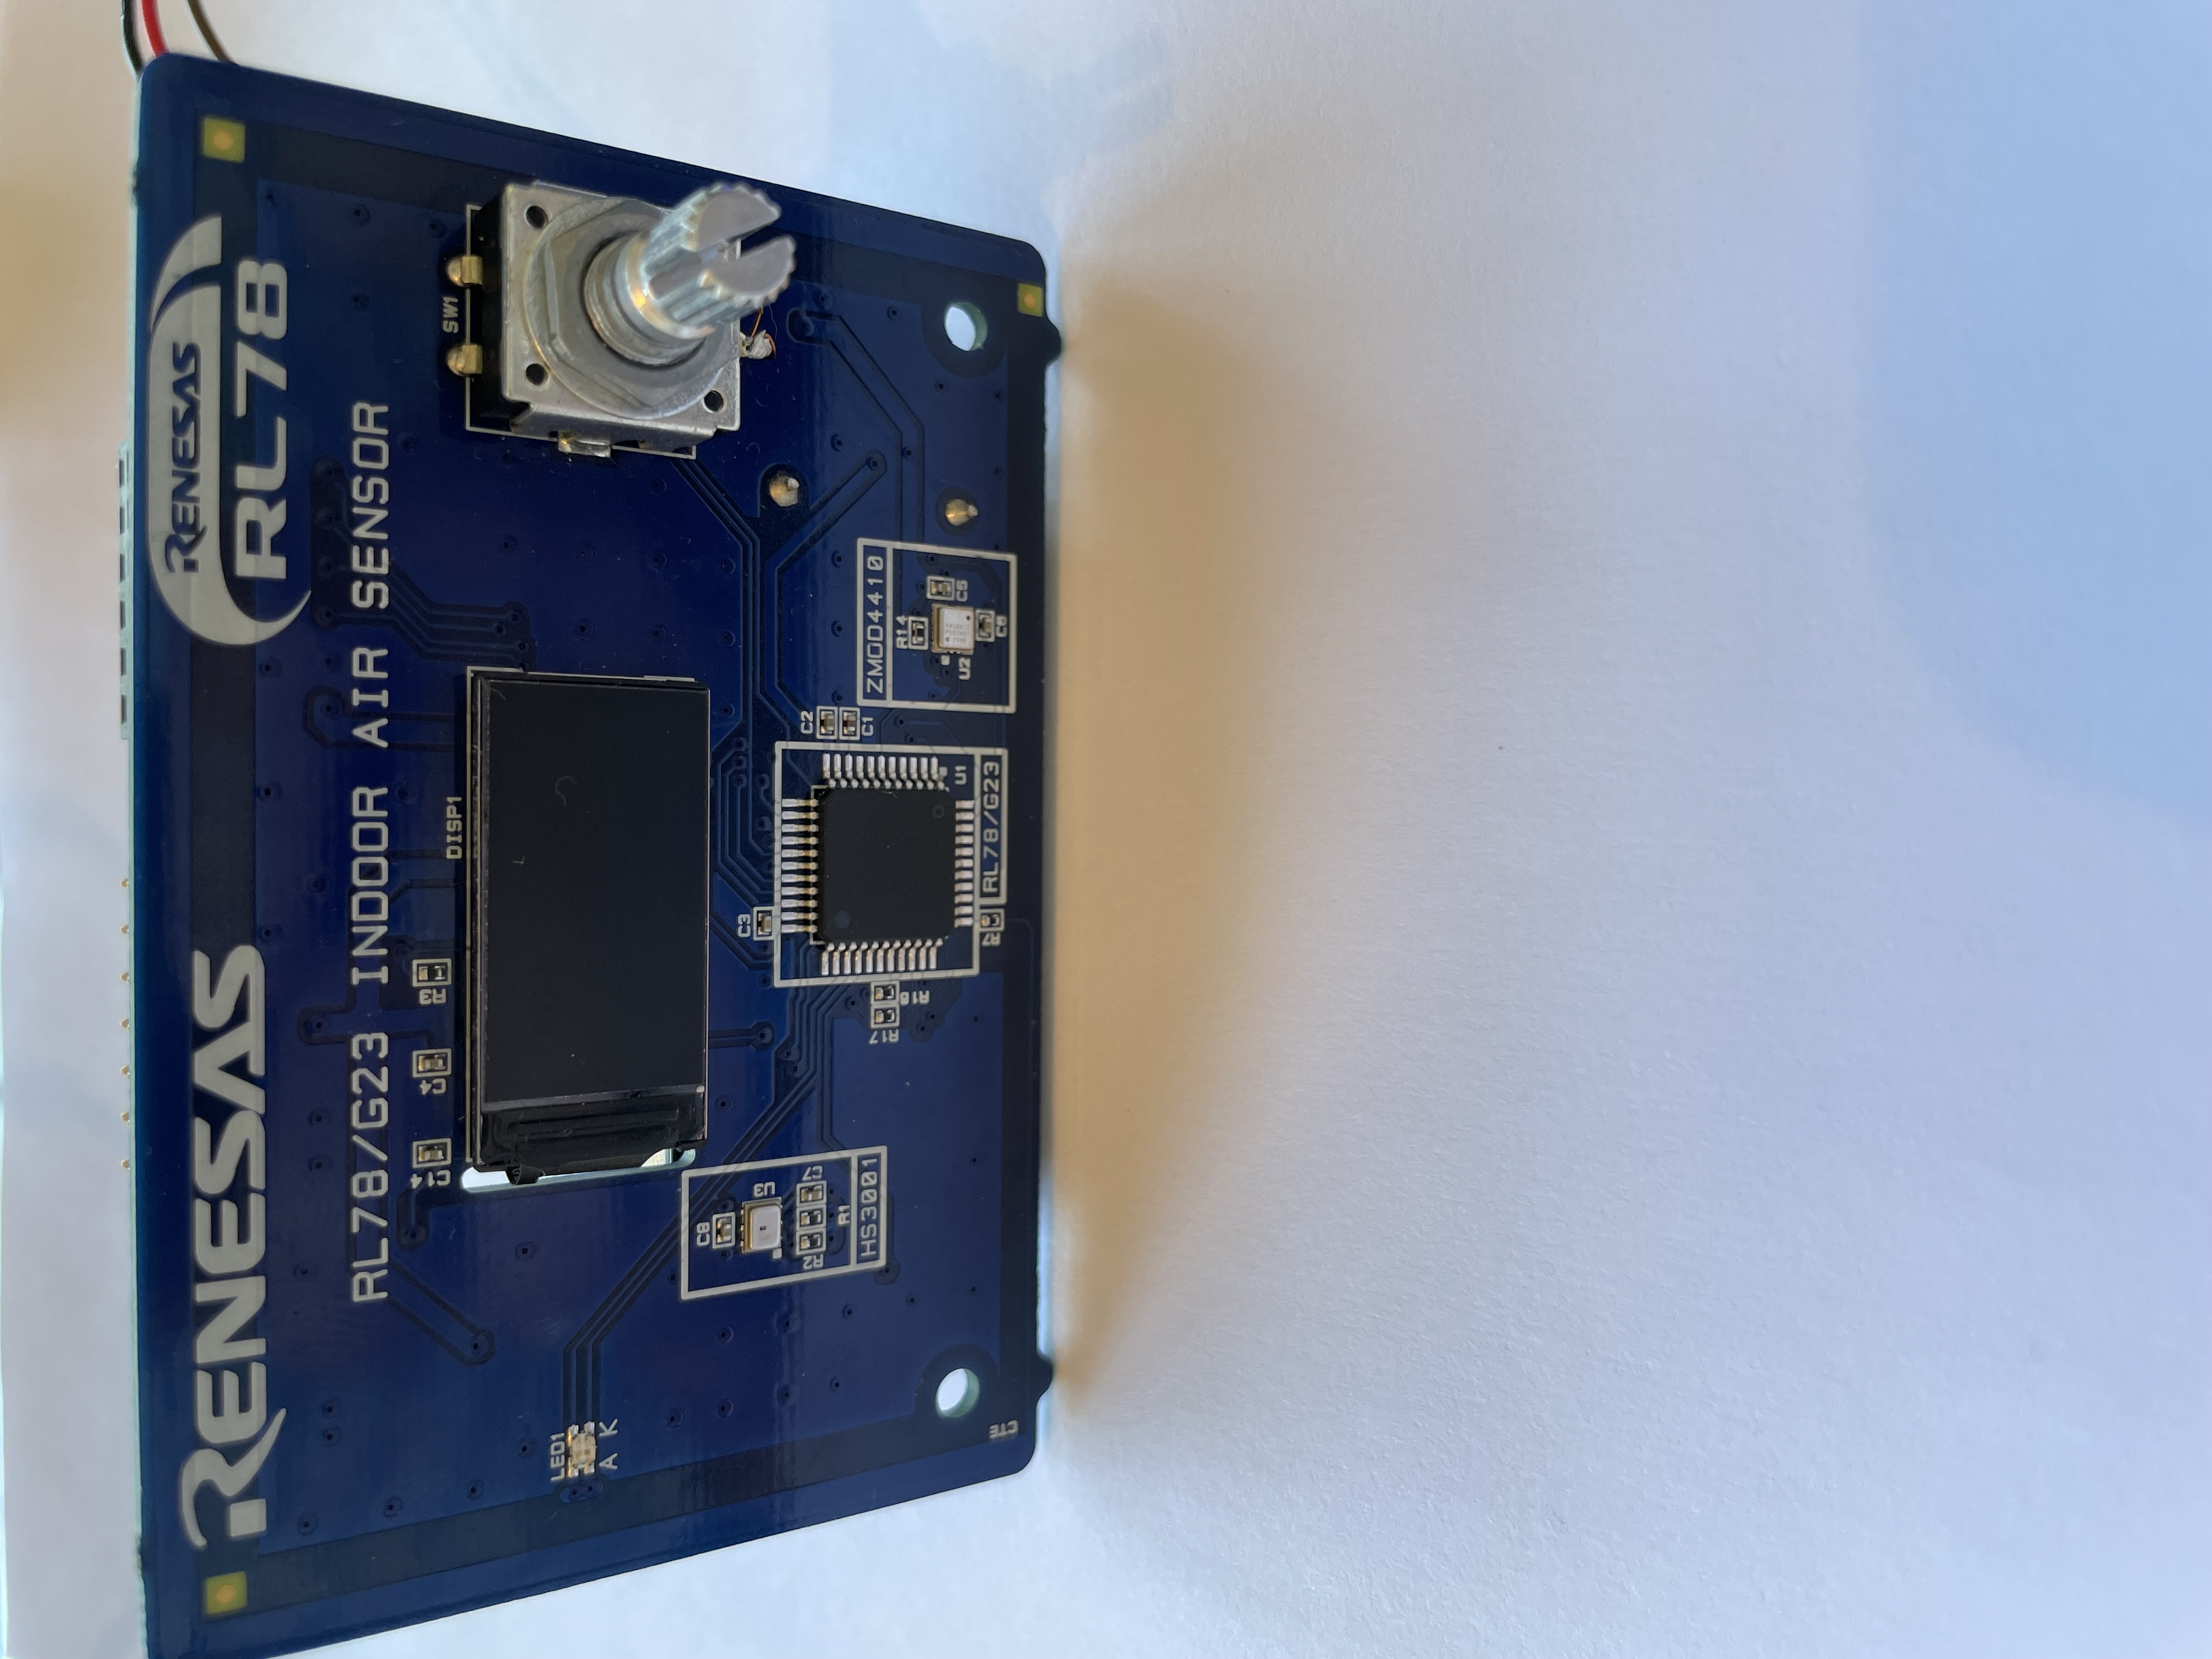 RENESAS
RENESAS
RL78
RL78/G23 INDOOR AIR SENSOR
C14
C4
R3
DISP1
SW1
LED1
A K
C8
U3
R2
C7
R1
HS3001
C3
C2
C1
R17
R16
U1
R7
RL78/G23
ZMOD4410
R14
U2
C5
C6
CTE